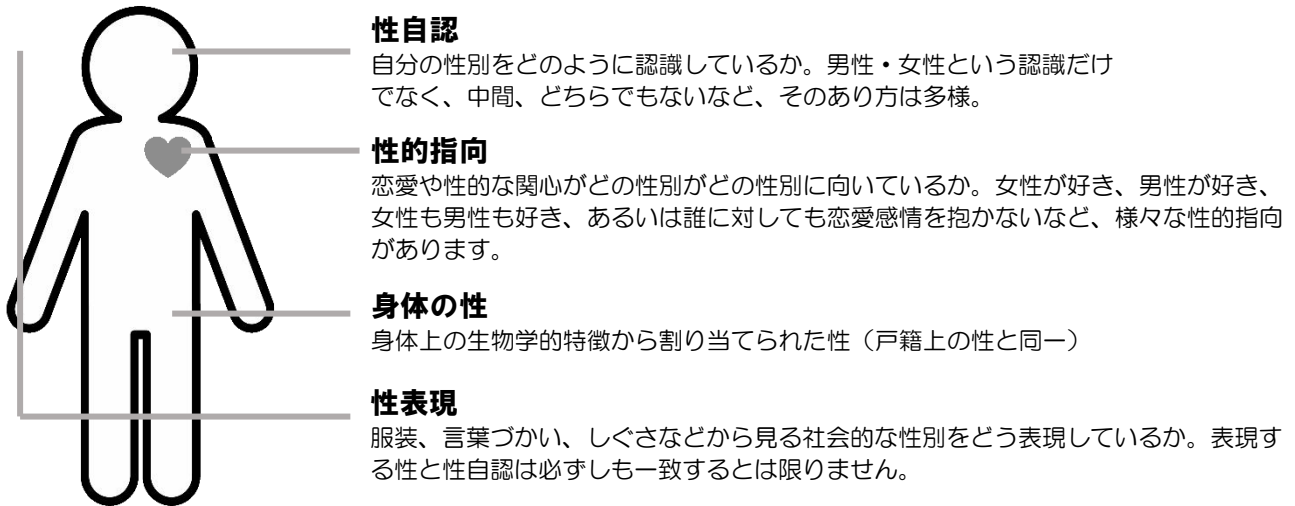 性自認
自分の性別をどのように認識しているか。男性・女性という認識だけ
でなく、中間、どちらでもないなど、そのあり方は多様。
性的指向
恋愛や性的な関心がどの性別がどの性別に向いているか。女性が好き、男性が好き、
女性も男性も好き、あるいは誰に対しても恋愛感情を抱かないなど、様々な性的指向
があります。
身体の性
身体上の生物学的特徴から割り当てられた性（戸籍上の性と同一）
性表現
服装、言葉づかい、しぐさなどから見る社会的な性別をどう表現しているか。表現す
る性と性自認は必ずしも一致するとは限りません。